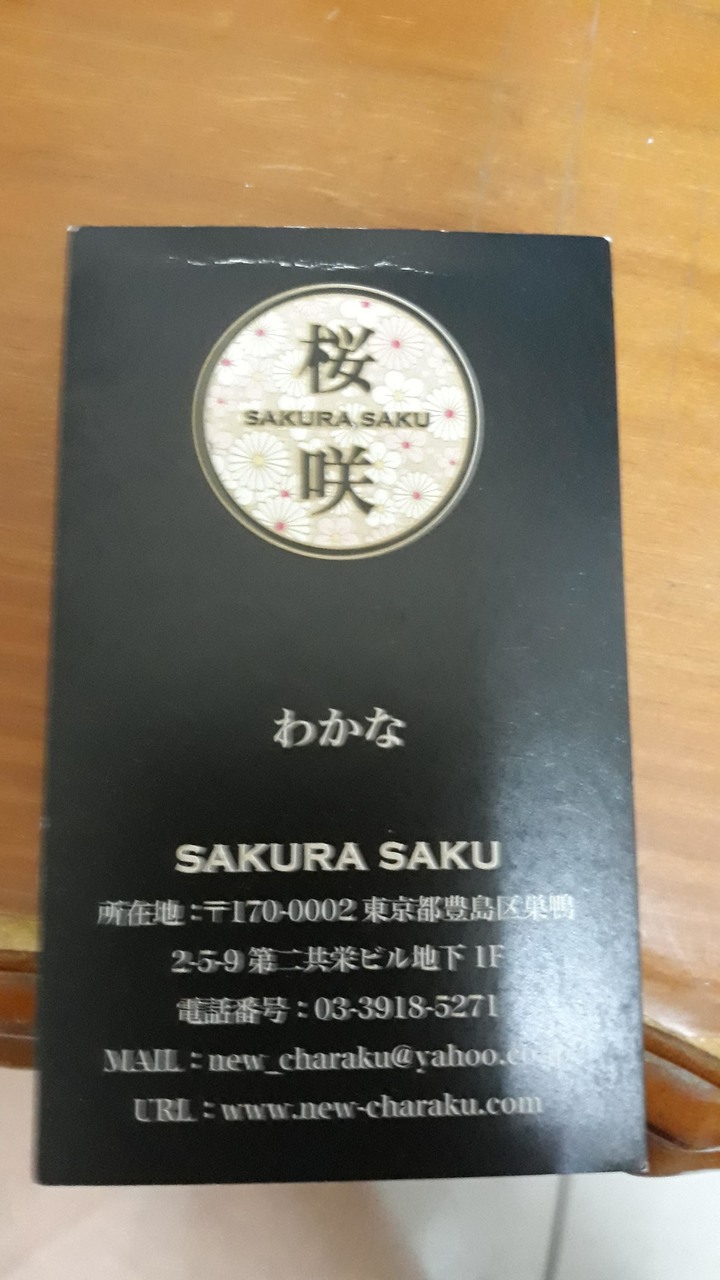 桜
SAKURA SAKU
咲
わかな
SAKURA SAKU
所在地：〒170-0002 東京都豊島区巣鴨
2-5-9 第二共栄ビル地下 1F
電話番号：03-3918-5271
MAIL：new_charaku@yahoo.co.jp
URL：www.new-charaku.com